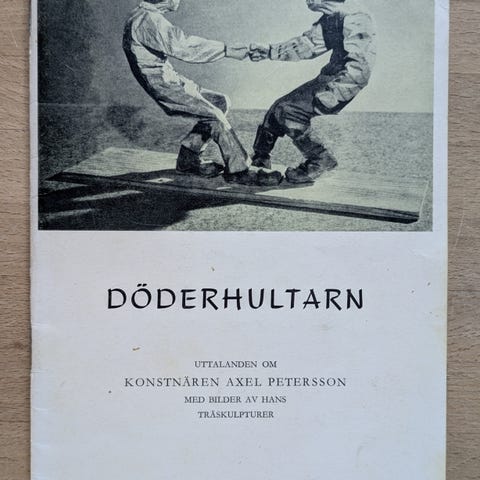 DÖDERHULTARN
UTTALANDEN OM
KONSTNÄREN AXEL PETERSSON
MED BILDER AV HANS
TRÄSKULPTURER